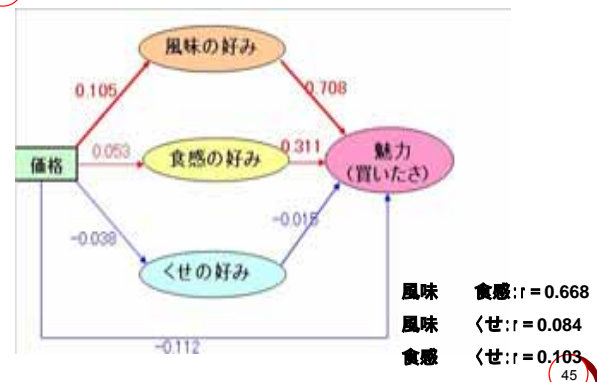 風味の好み
0.105
0.708
価格
0.053
食感の好み
0.311
魅力
(買いたさ)
-0.038
-0.015
くせの好み
-0.112
風味 食感:r=0.668
風味 くせ:r=0.084
食感 くせ:r=0.103
45